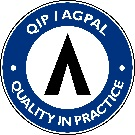 QIP | AGPAL
• QUALITY IN PRACTICE •